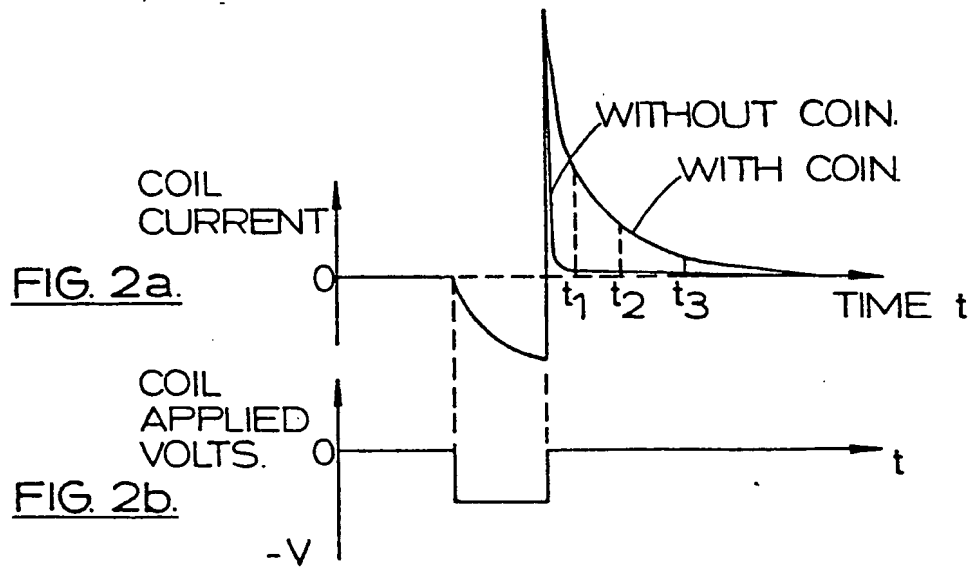 WITHOUT COIN.
WITH COIN.
COIL
CURRENT
0
FIG. 2a.
t1 t2 t3
TIME t
COIL
APPLIED
VOLTS.
0
t
FIG. 2b.
-V